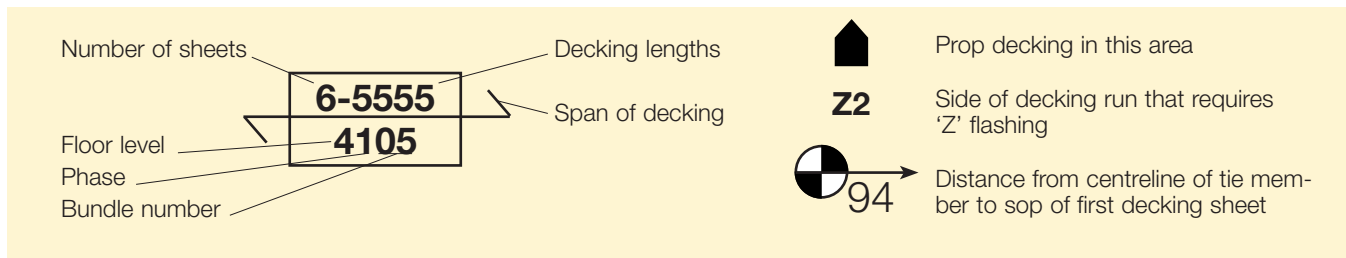 Number of sheets
Decking lengths
6-5555
Span of decking
4105
Floor level
Phase
Bundle number
Prop decking in this area
Z2
Side of decking run that requires
'Z' flashing
94
Distance from centreline of tie mem-
ber to sop of first decking sheet